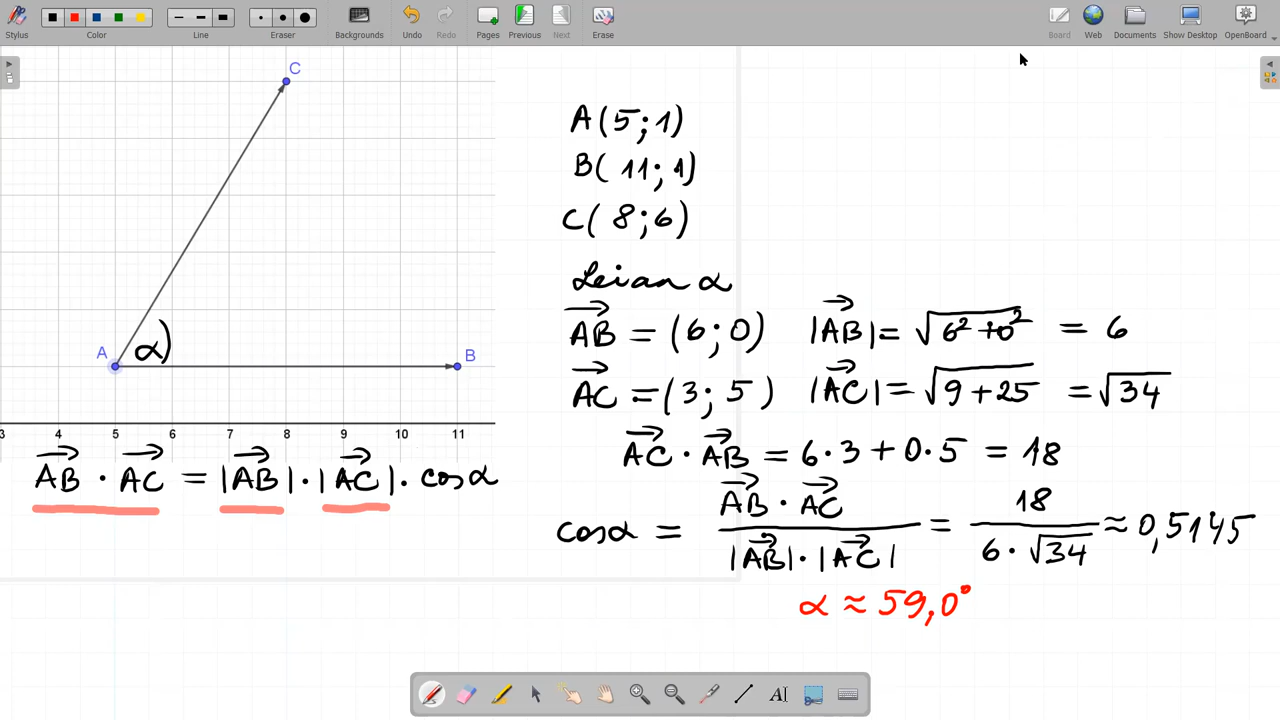 Stylus Color Line Eraser Backgrounds Undo Redo Pages Previous Next Erase Board Web Documents Show Desktop OpenBoard
C
A
B
α)
3 4 5 6 7 8 9 10 11
AB · AC = |AB| · |AC| · cosα
A(5;1)
B(11;1)
C(8;6)
Leian α
AB = (6;0) |AB| = √6² + 0² = 6
AC = (3;5) |AC| = √9 + 25 = √34
AC · AB = 6·3 + 0·5 = 18
cosα = AB · AC / |AB| · |AC| = 18 / 6 · √34 ≈ 0,5145
α ≈ 59,0°
AI